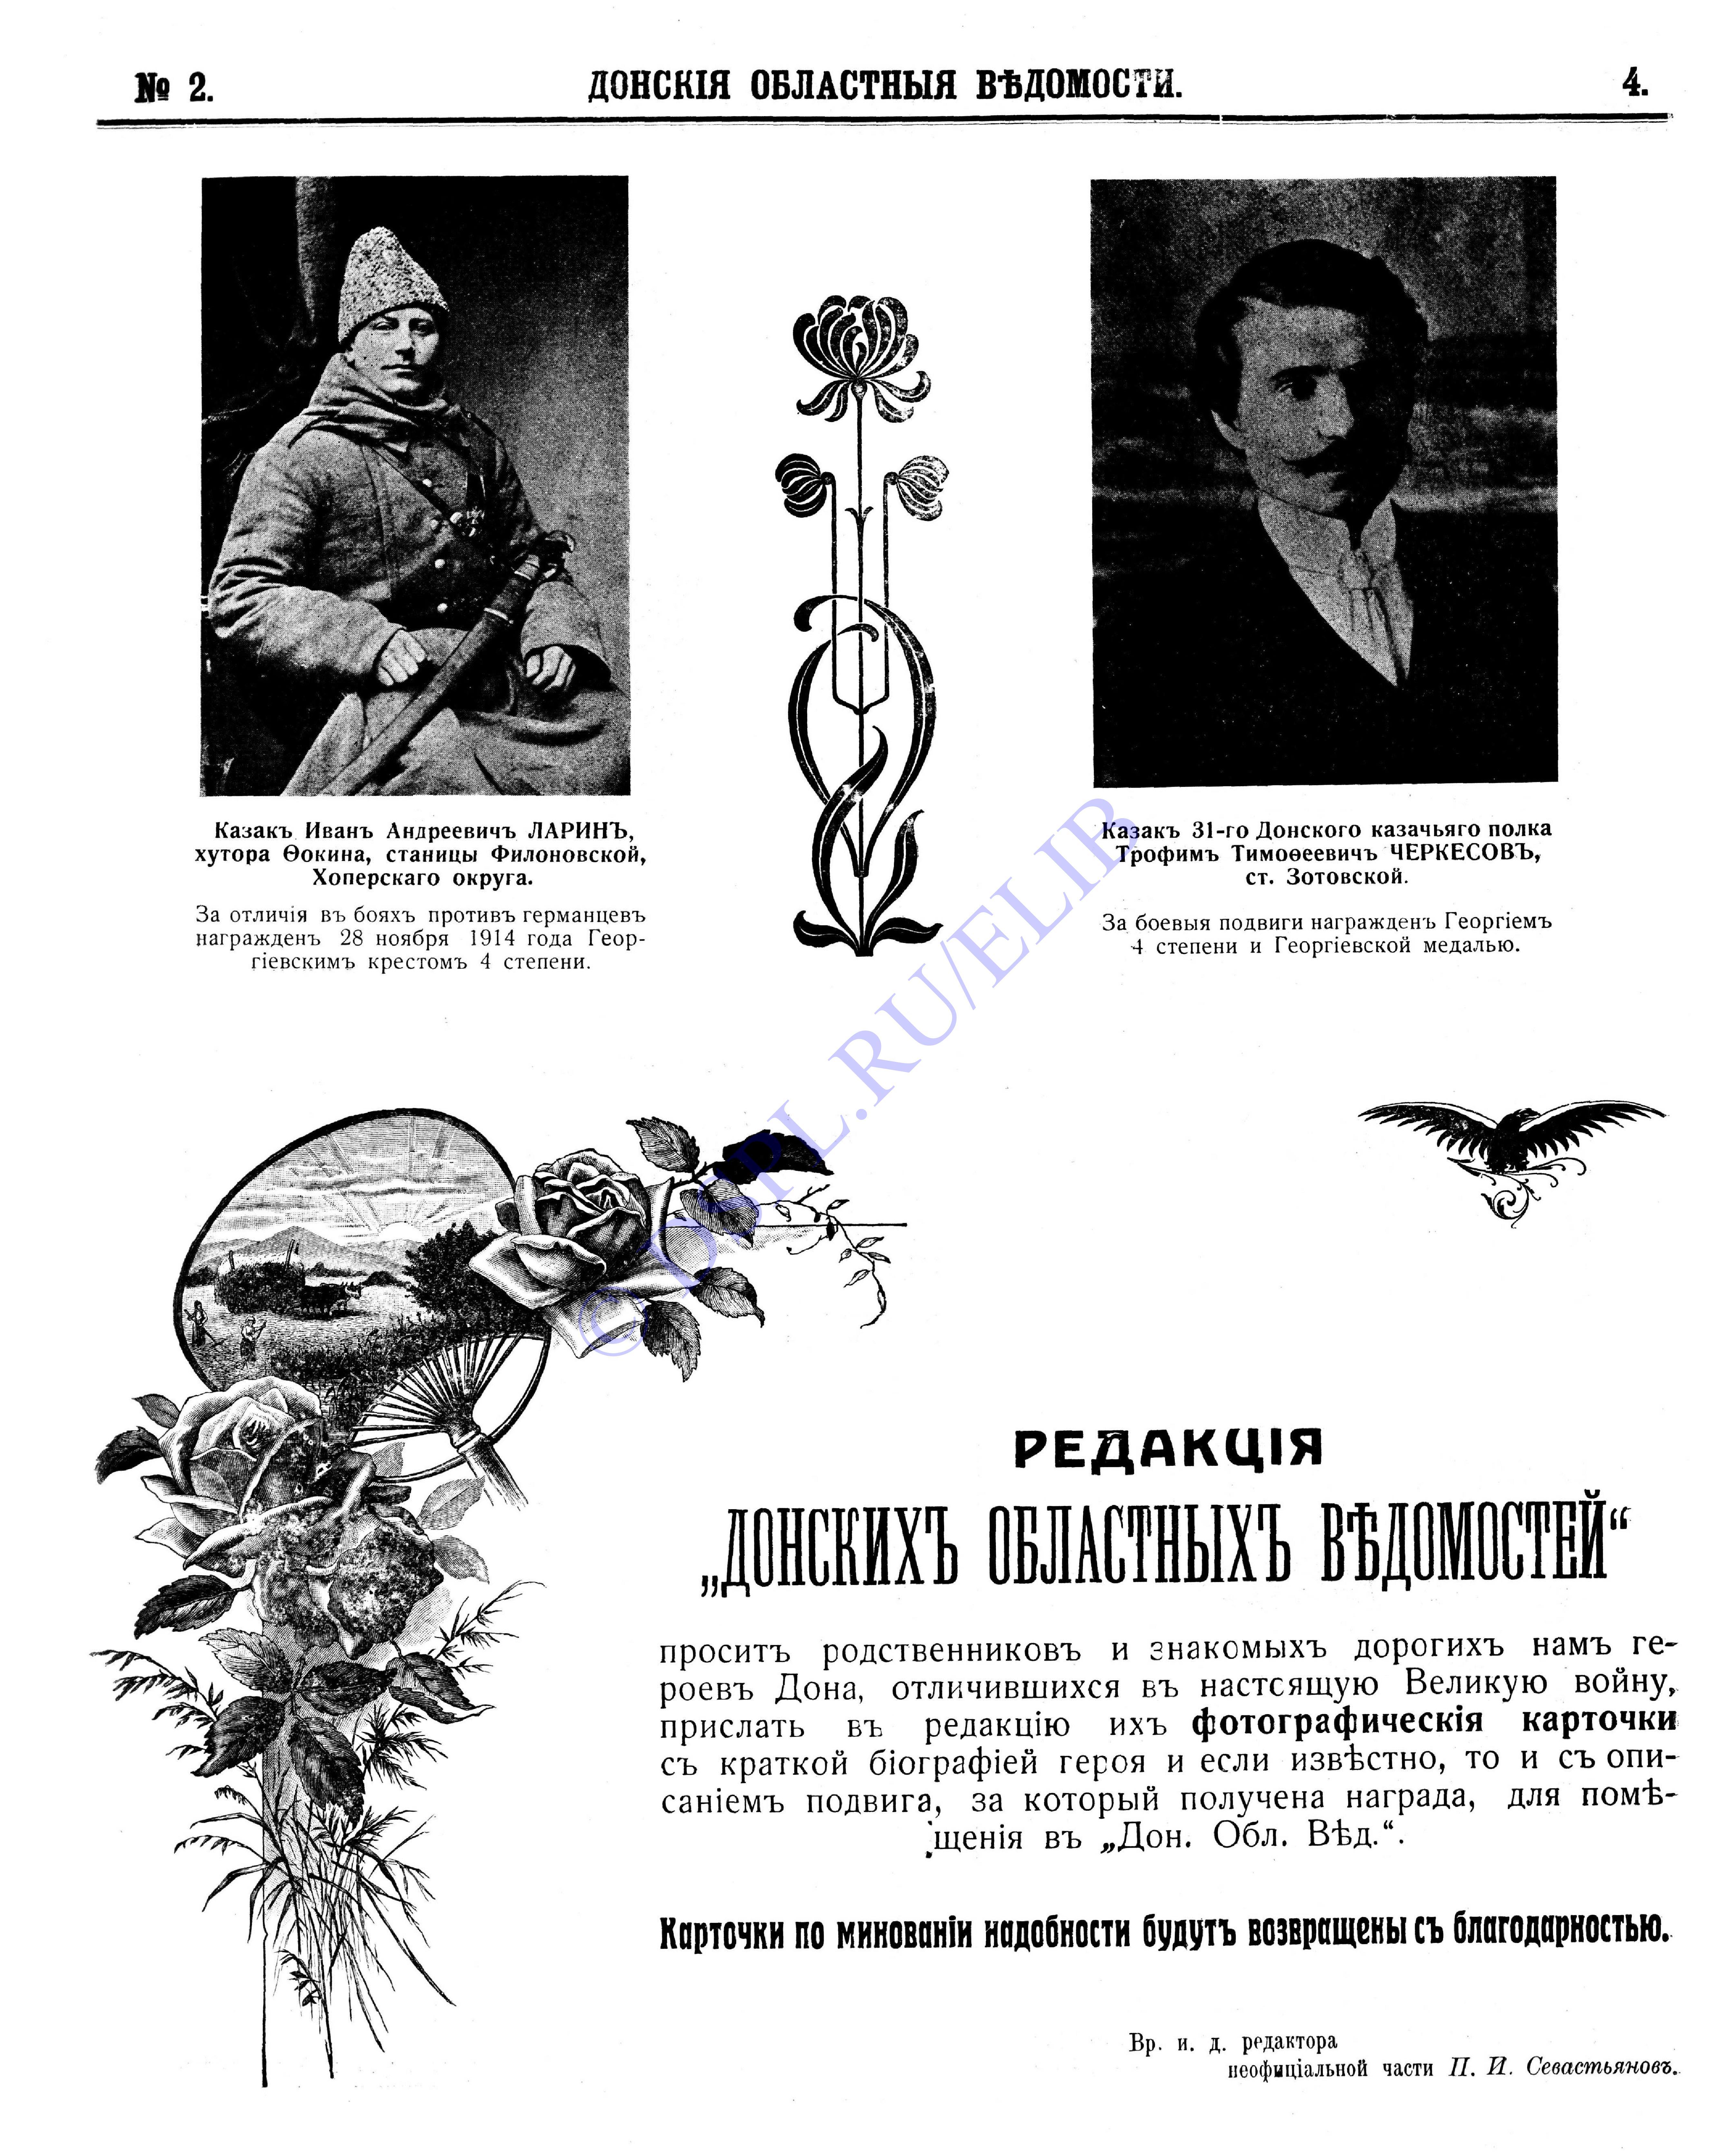 № 2.
ДОНСКІЯ ОБЛАСТНЫЯ ВѢДОМОСТИ.
4.
Казакъ Иванъ Андреевичъ ЛАРИНЪ,
хутора Ѳокина, станицы Филоновской,
Хоперскаго округа.
За отличія въ бояхъ противъ германцевъ
награжденъ 28 ноября 1914 года Геор-
гіевскимъ крестомъ 4 степени.
Казакъ 31-го Донского казачьяго полка
Трофимъ Тимоѳеевичъ ЧЕРКЕСОВЪ,
ст. Зотовской.
За боевыя подвиги награжденъ Георгіемъ
4 степени и Георгіевской медалью.
© DSPL.RU/ELIB
РЕДАКЦІЯ
„ДОНСКИХЪ ОБЛАСТНЫХЪ ВѢДОМОСТЕЙ“
проситъ родственниковъ и знакомыхъ дорогихъ намъ ге-
роевъ Дона, отличившихся въ настоящую Великую войну,
прислать въ редакцію ихъ фотографическія карточки
съ краткой біографіей героя и если извѣстно, то и съ опи-
саніемъ подвига, за который получена награда, для помѣ-
щенія въ „Дон. Обл. Вѣд.“.
Карточки по минованіи надобности будутъ возвращены съ благодарностью.
Вр. и. д. редактора
неофиціальной части П. И. Севастьяновъ.